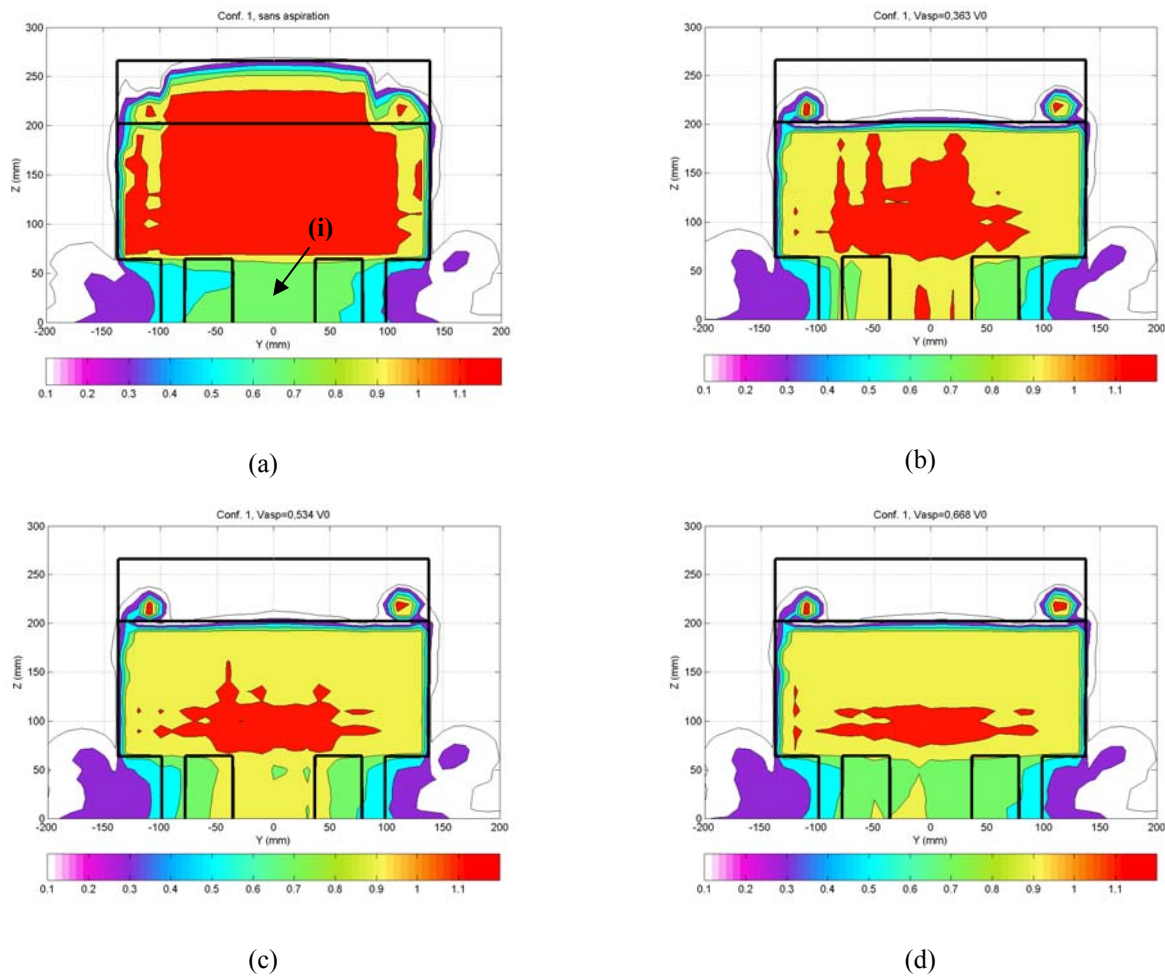 Conf. 1, sans aspiration
300
250
200
150
100
50
0
Z (mm)
(i)
-200 -150 -100 -50 0 50 100 150 200
Y (mm)
0.1 0.2 0.3 0.4 0.5 0.6 0.7 0.8 0.9 1 1.1
(a)
Conf. 1, Vasp=0,363 V0
300
250
200
150
100
50
0
Z (mm)
-200 -150 -100 -50 0 50 100 150 200
Y (mm)
0.1 0.2 0.3 0.4 0.5 0.6 0.7 0.8 0.9 1 1.1
(b)
Conf. 1, Vasp=0,534 V0
300
250
200
150
100
50
0
Z (mm)
-200 -150 -100 -50 0 50 100 150 200
Y (mm)
0.1 0.2 0.3 0.4 0.5 0.6 0.7 0.8 0.9 1 1.1
(c)
Conf. 1, Vasp=0,668 V0
300
250
200
150
100
50
0
Z (mm)
-200 -150 -100 -50 0 50 100 150 200
Y (mm)
0.1 0.2 0.3 0.4 0.5 0.6 0.7 0.8 0.9 1 1.1
(d)